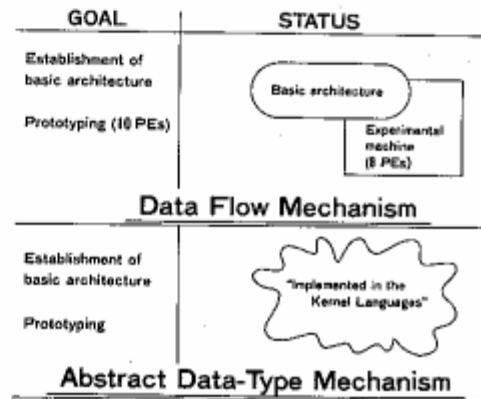 GOAL STATUS
Establishment of
basic architecture
Prototyping (10 PEs)
Basic architecture
Experimental
machine
(8 PEs)
Data Flow Mechanism
Establishment of
basic architecture
Prototyping
"Implemented in the
Kernel Languages"
Abstract Data-Type Mechanism